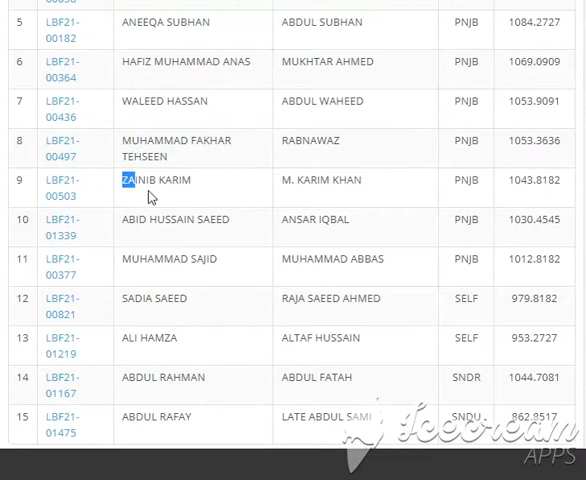 00098
5 LBF21- ANEEQA SUBHAN ABDUL SUBHAN PNJB 1084.2727
00182
6 LBF21- HAFIZ MUHAMMAD ANAS MUKHTAR AHMED PNJB 1069.0909
00364
7 LBF21- WALEED HASSAN ABDUL WAHEED PNJB 1053.9091
00436
8 LBF21- MUHAMMAD FAKHAR RABNAWAZ PNJB 1053.3636
00497 TEHSEEN
9 LBF21- ZAINIB KARIM M. KARIM KHAN PNJB 1043.8182
00503
10 LBF21- ABID HUSSAIN SAEED ANSAR IQBAL PNJB 1030.4545
01339
11 LBF21- MUHAMMAD SAJID MUHAMMAD ABBAS PNJB 1012.8182
00377
12 LBF21- SADIA SAEED RAJA SAEED AHMED SELF 979.8182
00821
13 LBF21- ALI HAMZA ALTAF HUSSAIN SELF 953.2727
01219
14 LBF21- ABDUL RAHMAN ABDUL FATAH SNDR 1044.7081
01167
15 LBF21- ABDUL RAFAY LATE ABDUL SAMI SNDU 862.8517
01475
Icecream
APPS